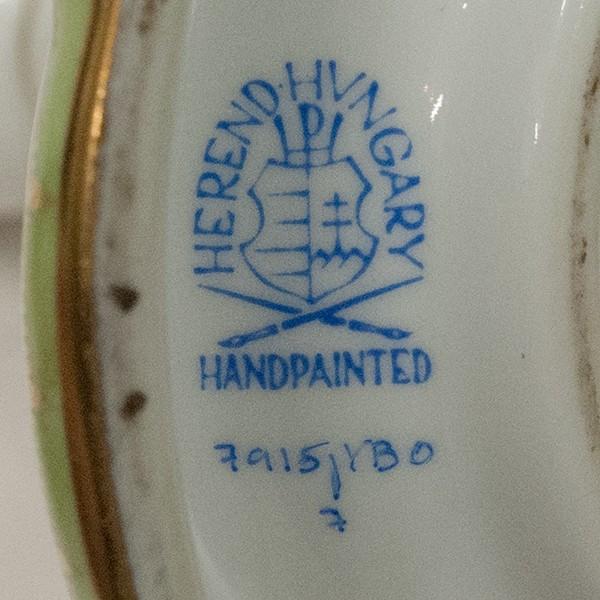 HEREND·HVNGARY
HANDPAINTED
7915/VBO
7